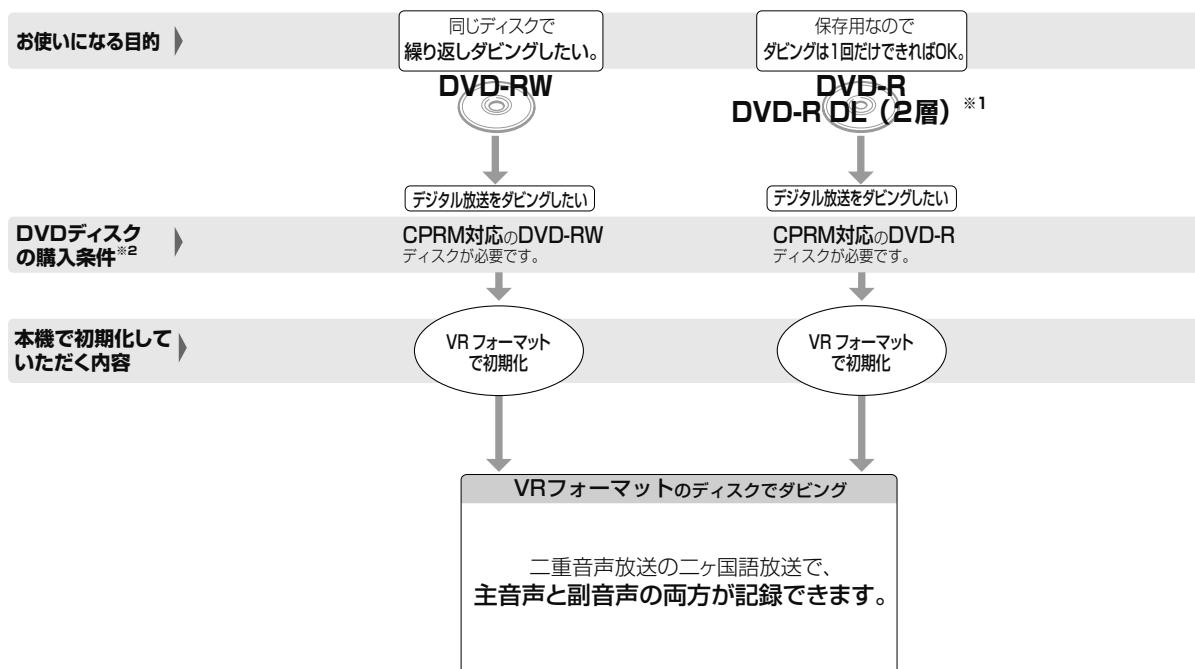 お使いになる目的
同じディスクで
繰り返しダビングしたい。
保存用なので
ダビングは1回だけできればOK。
DVD-RW
DVD-R
DVD-R DL（2層）※1
デジタル放送をダビングしたい
デジタル放送をダビングしたい
DVDディスク
の購入条件※2
CPRM対応のDVD-RW
ディスクが必要です。
CPRM対応のDVD-R
ディスクが必要です。
本機で初期化して
いただく内容
VR フォーマット
で初期化
VR フォーマット
で初期化
VRフォーマットのディスクでダビング
二重音声放送の二ヶ国語放送で、
主音声と副音声の両方が記録できます。